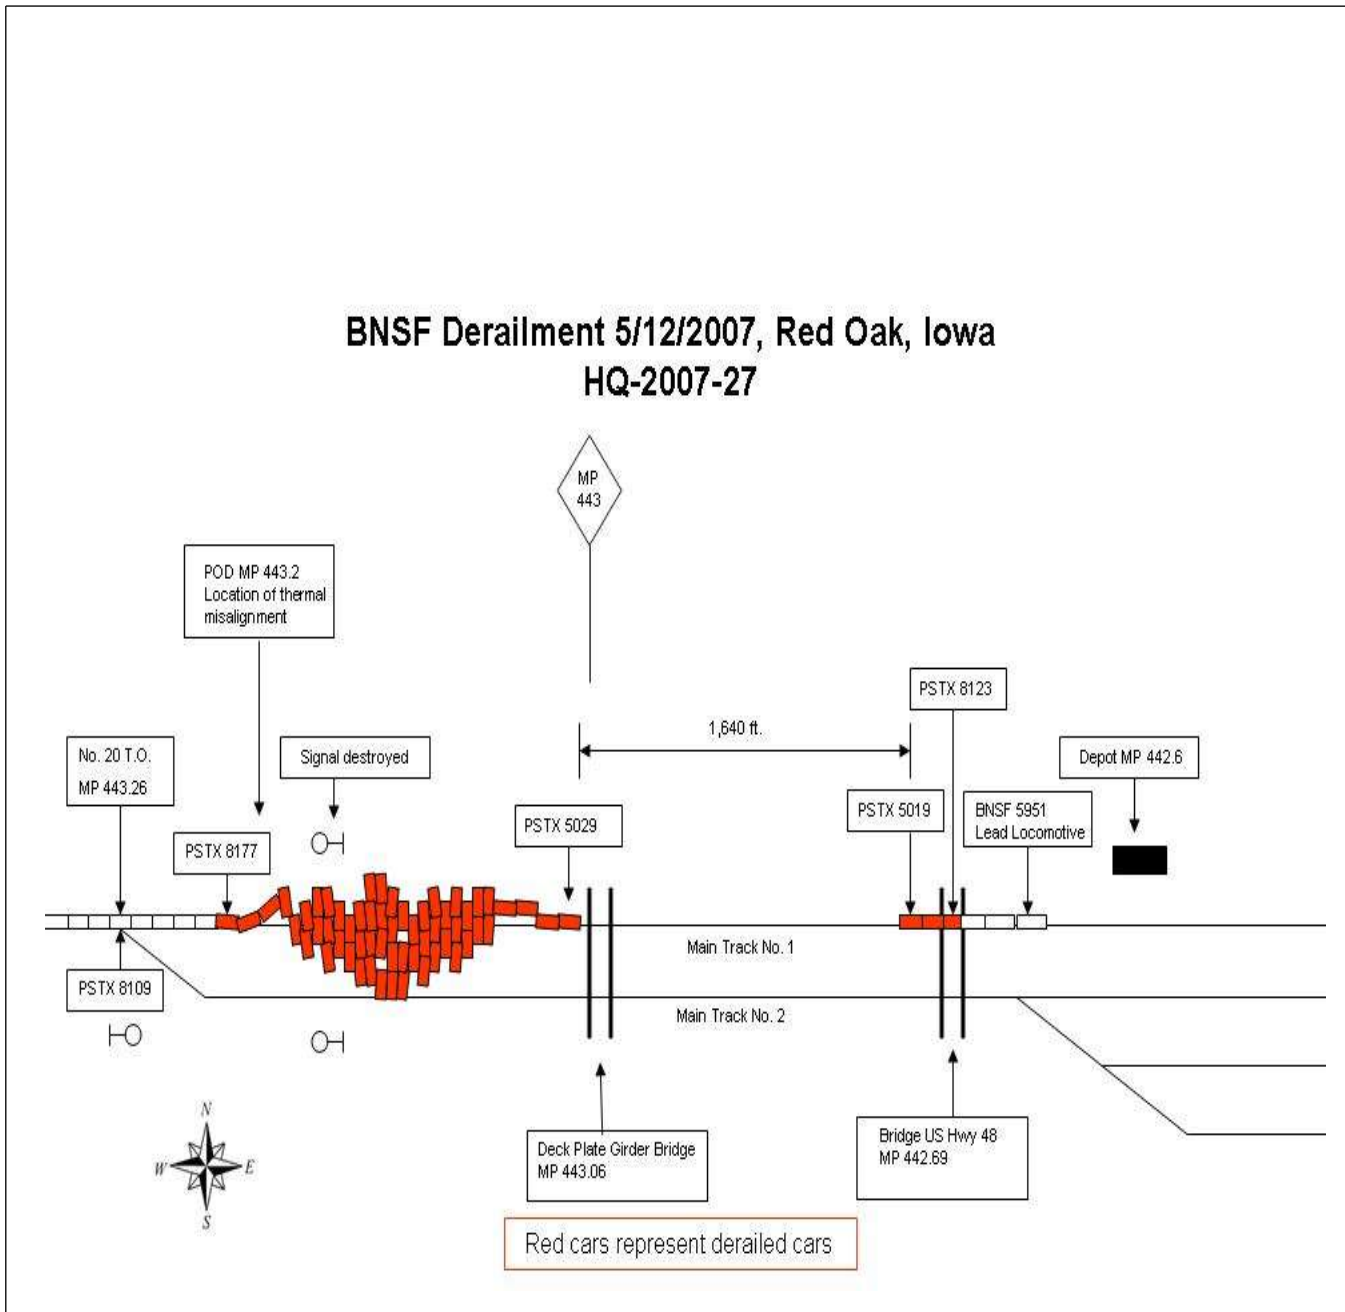 BNSF Derailment 5/12/2007, Red Oak, Iowa
HQ-2007-27
MP
443
POD MP 443.2
Location of thermal
misalignment
PSTX 8123
1,640 ft.
No. 20 T.O.
MP 443.26
Signal destroyed
Depot MP 442.6
PSTX 8177
PSTX 5029
PSTX 5019
BNSF 5951
Lead Locomotive
Main Track No. 1
PSTX 8109
Main Track No. 2
N
W
E
S
Deck Plate Girder Bridge
MP 443.06
Bridge US Hwy 48
MP 442.69
Red cars represent derailed cars